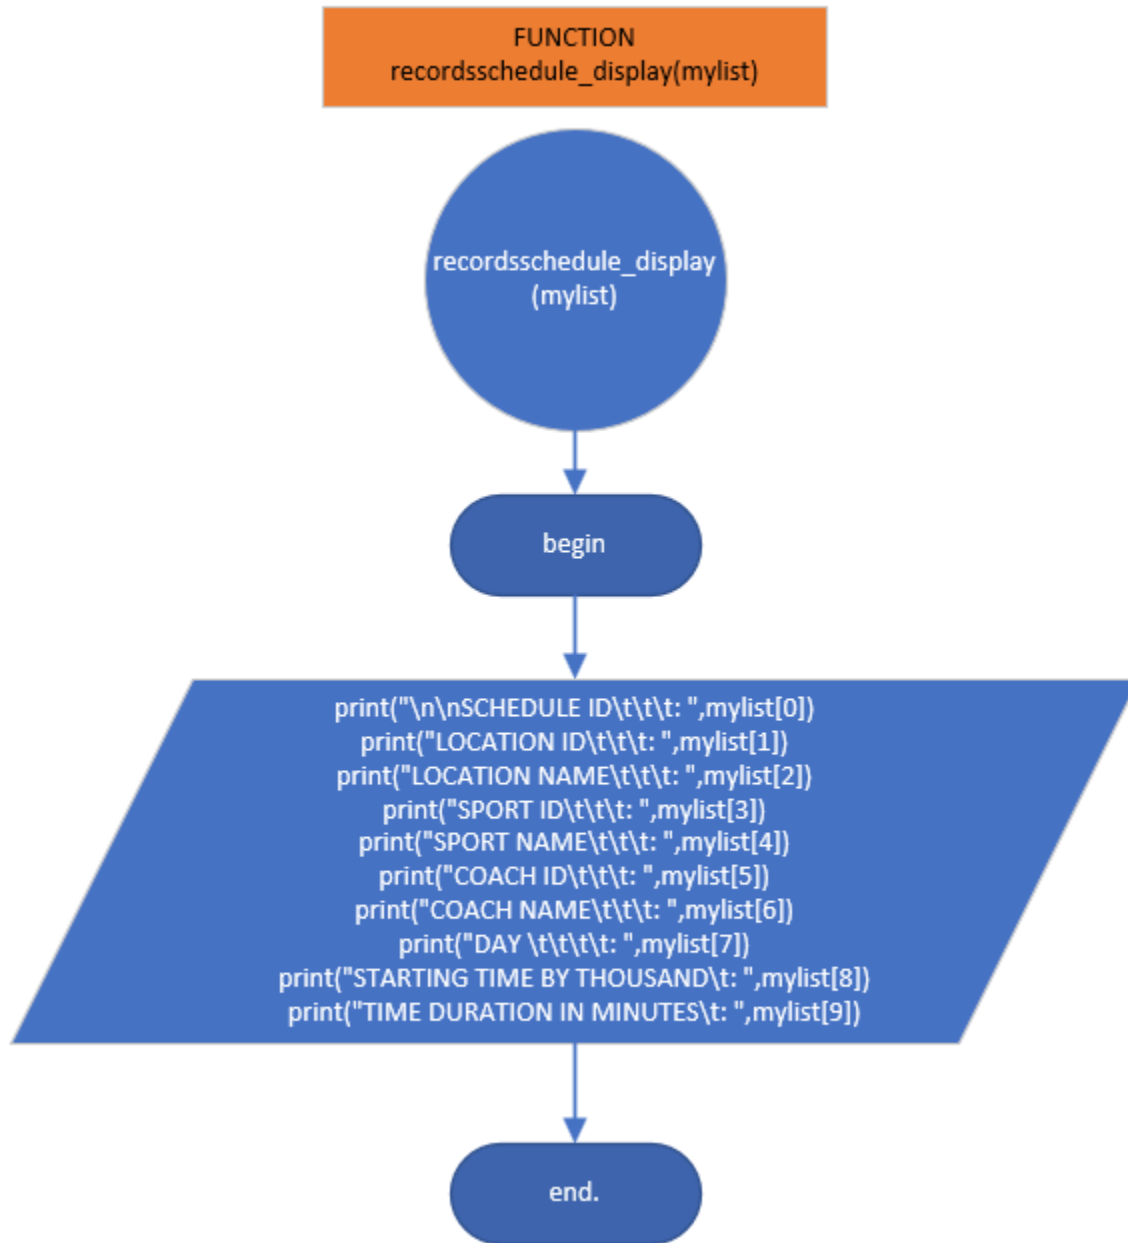 FUNCTION
recordsschedule_display(mylist)
recordsschedule_display
(mylist)
begin
print("\n\nSCHEDULE ID\t\t\t: ",mylist[0])
print("LOCATION ID\t\t\t: ",mylist[1])
print("LOCATION NAME\t\t\t: ",mylist[2])
print("SPORT ID\t\t\t: ",mylist[3])
print("SPORT NAME\t\t\t: ",mylist[4])
print("COACH ID\t\t\t: ",mylist[5])
print("COACH NAME\t\t\t: ",mylist[6])
print("DAY \t\t\t\t: ",mylist[7])
print("STARTING TIME BY THOUSAND\t: ",mylist[8])
print("TIME DURATION IN MINUTES\t: ",mylist[9])
end.